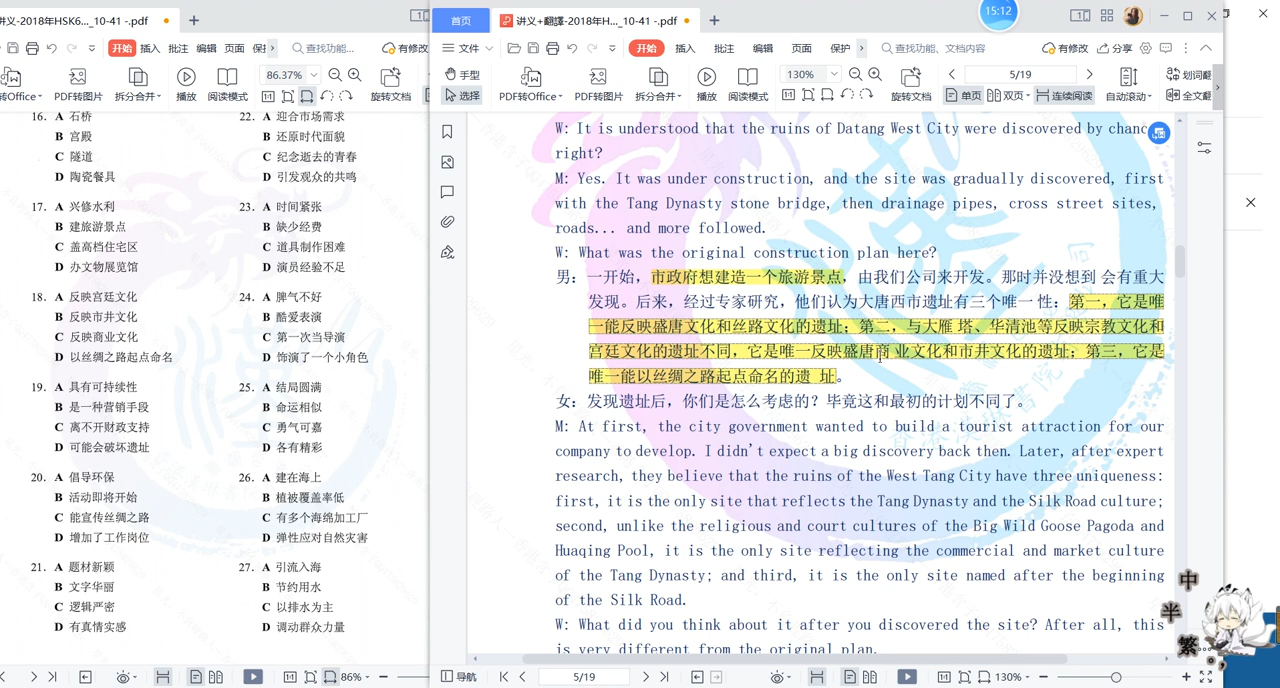 讲义-2018年HSK6..._10-41 -.pdf
首页
讲义+翻譯-2018年H..._10-41 -.pdf
15:12
开始 插入 批注 编辑 页面 保护
查找功能...
有修改
文件
开始 插入 批注 编辑 页面 保护
查找功能、文档内容
有修改 分享
转Office PDF转图片 拆分合并 播放 阅读模式
86.37%
旋转文档
手型
选择
PDF转Office PDF转图片 拆分合并 播放 阅读模式
130%
旋转文档
5/19
单页 双页 连续阅读
自动滚动
划词翻
全文翻
16. A 石桥
B 宫殿
C 隧道
D 陶瓷餐具
17. A 兴修水利
B 建旅游景点
C 盖高档住宅区
D 办文物展览馆
18. A 反映宫廷文化
B 反映市井文化
C 反映商业文化
D 以丝绸之路起点命名
19. A 具有可持续性
B 是一种营销手段
C 离不开财政支持
D 可能会破坏遗址
20. A 倡导环保
B 活动即将开始
C 能宣传丝绸之路
D 增加了工作岗位
21. A 题材新颖
B 文字华丽
C 逻辑严密
D 有真情实感
22. A 迎合市场需求
B 还原时代面貌
C 纪念逝去的青春
D 引发观众的共鸣
23. A 时间紧张
B 缺少经费
C 道具制作困难
D 演员经验不足
24. A 脾气不好
B 酷爱表演
C 第一次当导演
D 饰演了一个小角色
25. A 结局圆满
B 命运相似
C 勇气可嘉
D 各有精彩
26. A 建在海上
B 植被覆盖率低
C 有多个海绵加工厂
D 弹性应对自然灾害
27. A 引流入海
B 节约用水
C 以排水为主
D 调动群众力量
W: It is understood that the ruins of Datang West City were discovered by chanc
right?
M: Yes. It was under construction, and the site was gradually discovered, first
with the Tang Dynasty stone bridge, then drainage pipes, cross street sites,
roads... and more followed.
W: What was the original construction plan here?
男：一开始，市政府想建造一个旅游景点，由我们公司来开发。那时并没想到 会有重大
发现。后来，经过专家研究，他们认为大唐西市遗址有三个唯一 性：第一，它是唯
一能反映盛唐文化和丝路文化的遗址；第二，与大雁 塔、华清池等反映宗教文化和
宫廷文化的遗址不同，它是唯一反映盛唐商 业文化和市井文化的遗址；第三，它是
唯一能以丝绸之路起点命名的遗 址。
女：发现遗址后，你们是怎么考虑的？毕竟这和最初的计划不同了。
M: At first, the city government wanted to build a tourist attraction for our
company to develop. I didn't expect a big discovery back then. Later, after expert
research, they believe that the ruins of the West Tang City have three uniqueness:
first, it is the only site that reflects the Tang Dynasty and the Silk Road culture;
second, unlike the religious and court cultures of the Big Wild Goose Pagoda and
Huaqing Pool, it is the only site reflecting the commercial and market culture
of the Tang Dynasty; and third, it is the only site named after the beginning
of the Silk Road.
W: What did you think about it after you discovered the site? After all, this
is very different from the original plan.
中
半
繁
86%
导航
5/19
130%